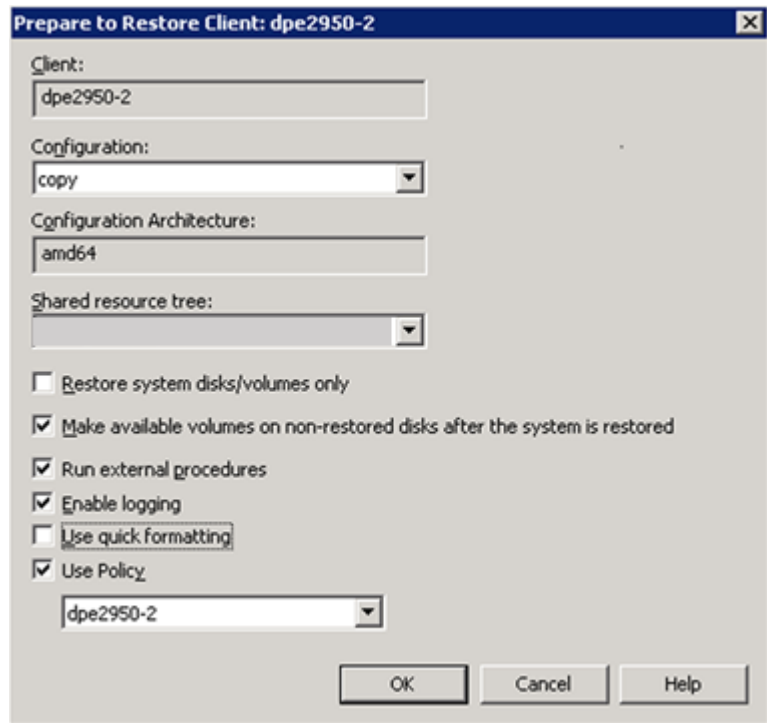 Prepare to Restore Client: dpe2950-2
Client:
dpe2950-2
Configuration:
copy
Configuration Architecture:
amd64
Shared resource tree:
Restore system disks/volumes only
Make available volumes on non-restored disks after the system is restored
Run external procedures
Enable logging
Use quick formatting
Use Policy
dpe2950-2
OK Cancel Help